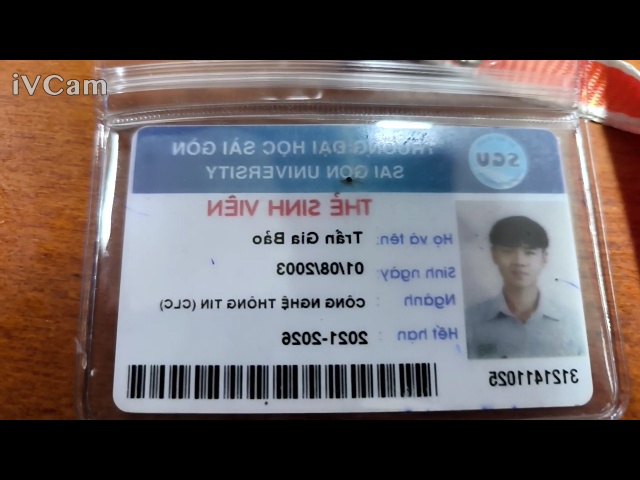 iVCam
SGU
TRƯỜNG ĐẠI HỌC SÀI GÒN
SAI GON UNIVERSITY
THẺ SINH VIÊN
Họ và tên: Trần Gia Bảo
Sinh ngày: 01/08/2003
Ngành: CÔNG NGHỆ THÔNG TIN (CLC)
Hết hạn: 2021-2026
3121411025